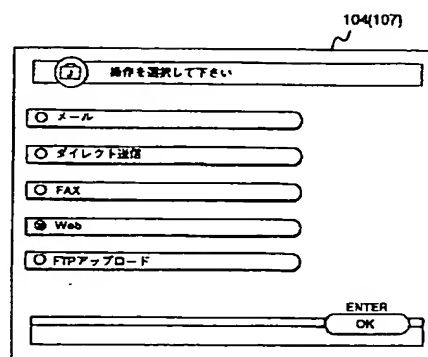 104(107)
操作を選択して下さい
メール
ダイレクト送信
FAX
Web
FTPアップロード
ENTER
OK